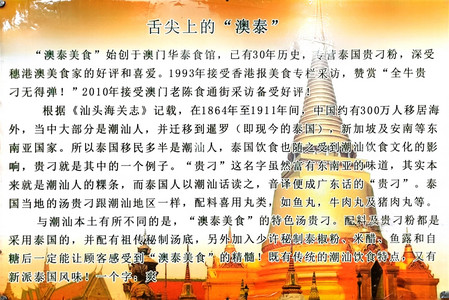 舌尖上的“澳泰”
“澳泰美食”始创于澳门华泰食馆，已有30年历史，专营泰国贵刁粉，深受
穗港澳美食家的好评和喜爱。1993年接受香港报美食专栏采访，赞赏“全牛贵
刁无得弹！”2010年接受澳门老陈食通街采访备受好评。
根据《汕头海关志》记载，在1864年至1911年间，中国约有300万人移居海
外，当中大部分是潮汕人，并迁移到暹罗（即现今的泰国），新加坡及安南等东
南亚国家。所以泰国移民多半是潮汕人，泰国饮食也随之受到潮汕饮食文化的影
响，贵刁就是其中的一个例子。“贵刁”这名字虽然富有东南亚的味道，其实本
来就是潮汕人的粿条，而泰国人以潮汕话读之，音译便成广东话的“贵刁”。泰
国当地的汤贵刁跟潮汕地区一样，配料喜用丸类，如鱼丸，牛肉丸及猪肉丸等。
与潮汕本土有所不同的是，“澳泰美食”的特色汤贵刁。配料及贵刁粉都是
采用泰国的，并配有祖传秘制汤底，另外加入少许秘制泰椒粉、米醋、鱼露和自
糖后一定能让顾客感受到“澳泰美食”的精髓！既有传统的潮汕饮食特点；又有
新派泰国风味！一个字：爽